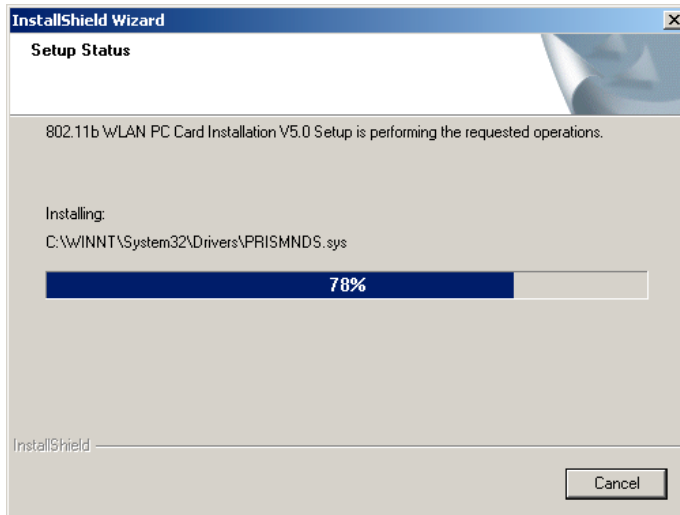 InstallShield Wizard
Setup Status
802.11b WLAN PC Card Installation V5.0 Setup is performing the requested operations.
Installing:
C:\WINNT\System32\Drivers\PRISMNDS.sys
78%
InstallShield
Cancel